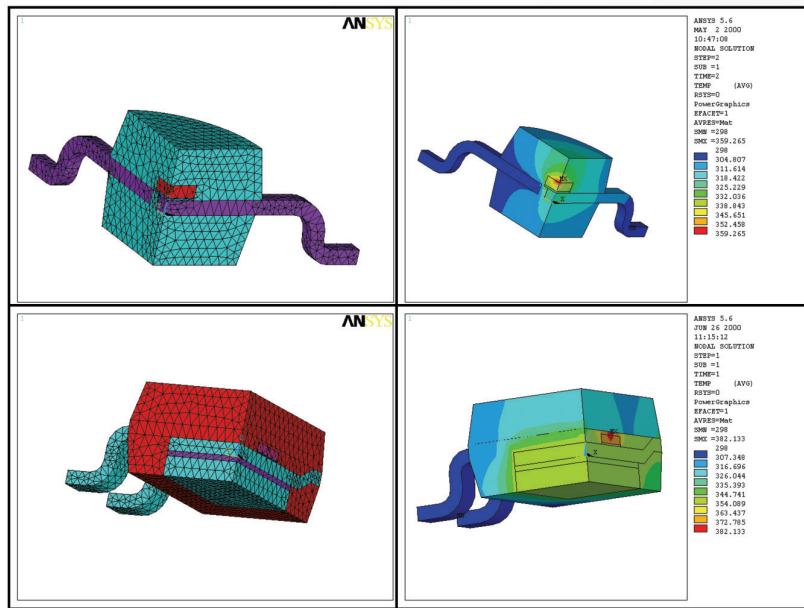 1
ANSYS
1
MX
X
ANSYS 5.6
MAY 2 2000
10:47:08
NODAL SOLUTION
STEP=2
SUB =1
TIME=2
TEMP (AVG)
RSYS=0
PowerGraphics
EFACET=1
AVRES=Mat
SMN =298
SMX =359.265
298
304.807
311.614
318.422
325.229
332.036
338.843
345.651
352.458
359.265
1
ANSYS
1
X
ANSYS 5.6
JUN 26 2000
11:15:12
NODAL SOLUTION
STEP=1
SUB =1
TIME=1
TEMP (AVG)
RSYS=0
PowerGraphics
EFACET=1
AVRES=Mat
SMN =298
SMX =382.133
298
307.348
316.696
326.044
335.393
344.741
354.089
363.437
372.785
382.133